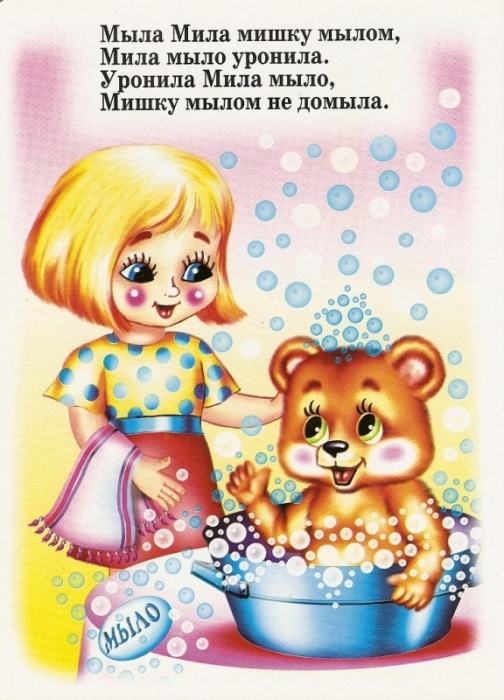 Мыла Мила мишку мылом,
Мила мыло уронила.
Уронила Мила мыло,
Мишку мылом не домыла.
МЫЛО